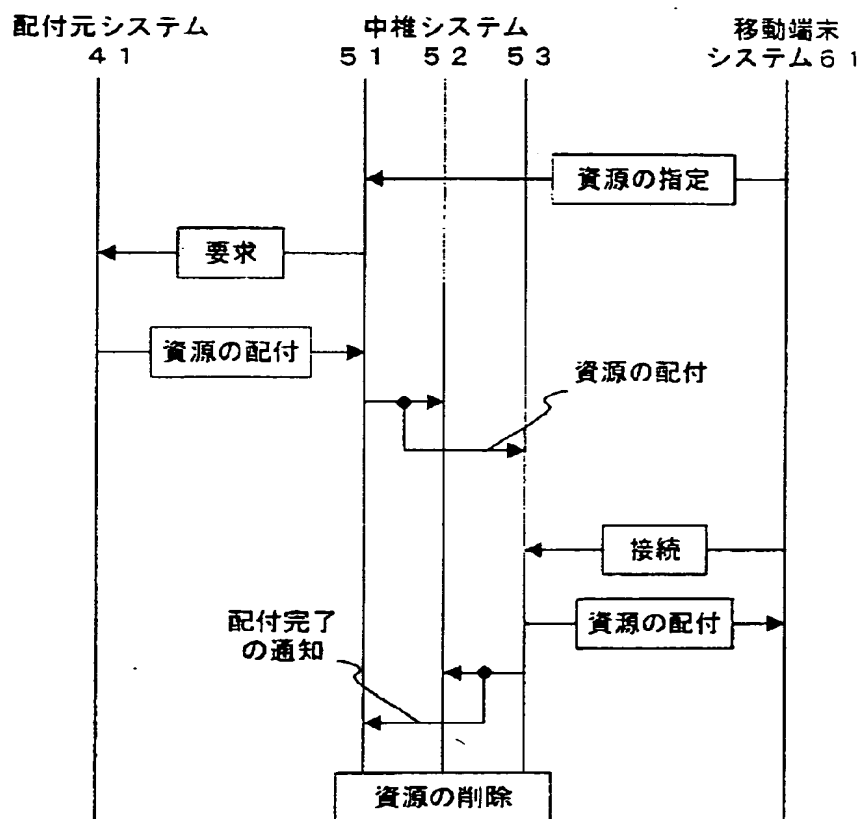 配付元システム
41
中椎システム
51 52 53
移動端末
システム61
資源の指定
要求
資源の配付
資源の配付
接続
資源の配付
配付完了
の通知
資源の削除